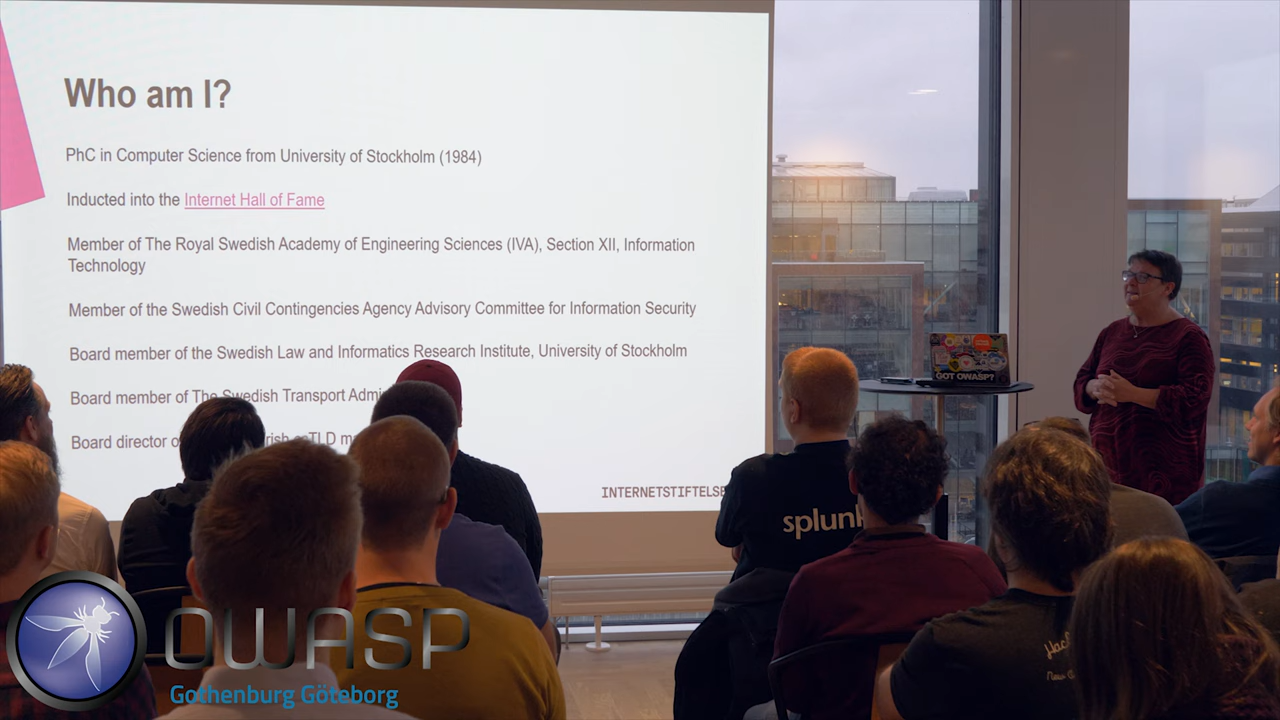 Who am I?
PhC in Computer Science from University of Stockholm (1984)
Inducted into the Internet Hall of Fame
Member of The Royal Swedish Academy of Engineering Sciences (IVA), Section XII, Information
Technology
Member of the Swedish Civil Contingencies Agency Advisory Committee for Information Security
Board member of the Swedish Law and Informatics Research Institute, University of Stockholm
Board member of The Swedish Transport
Board director
TLD
INTERNETSTIFTELSE
GOT OWASP?
splunk
OWASP
Gothenburg Göteborg